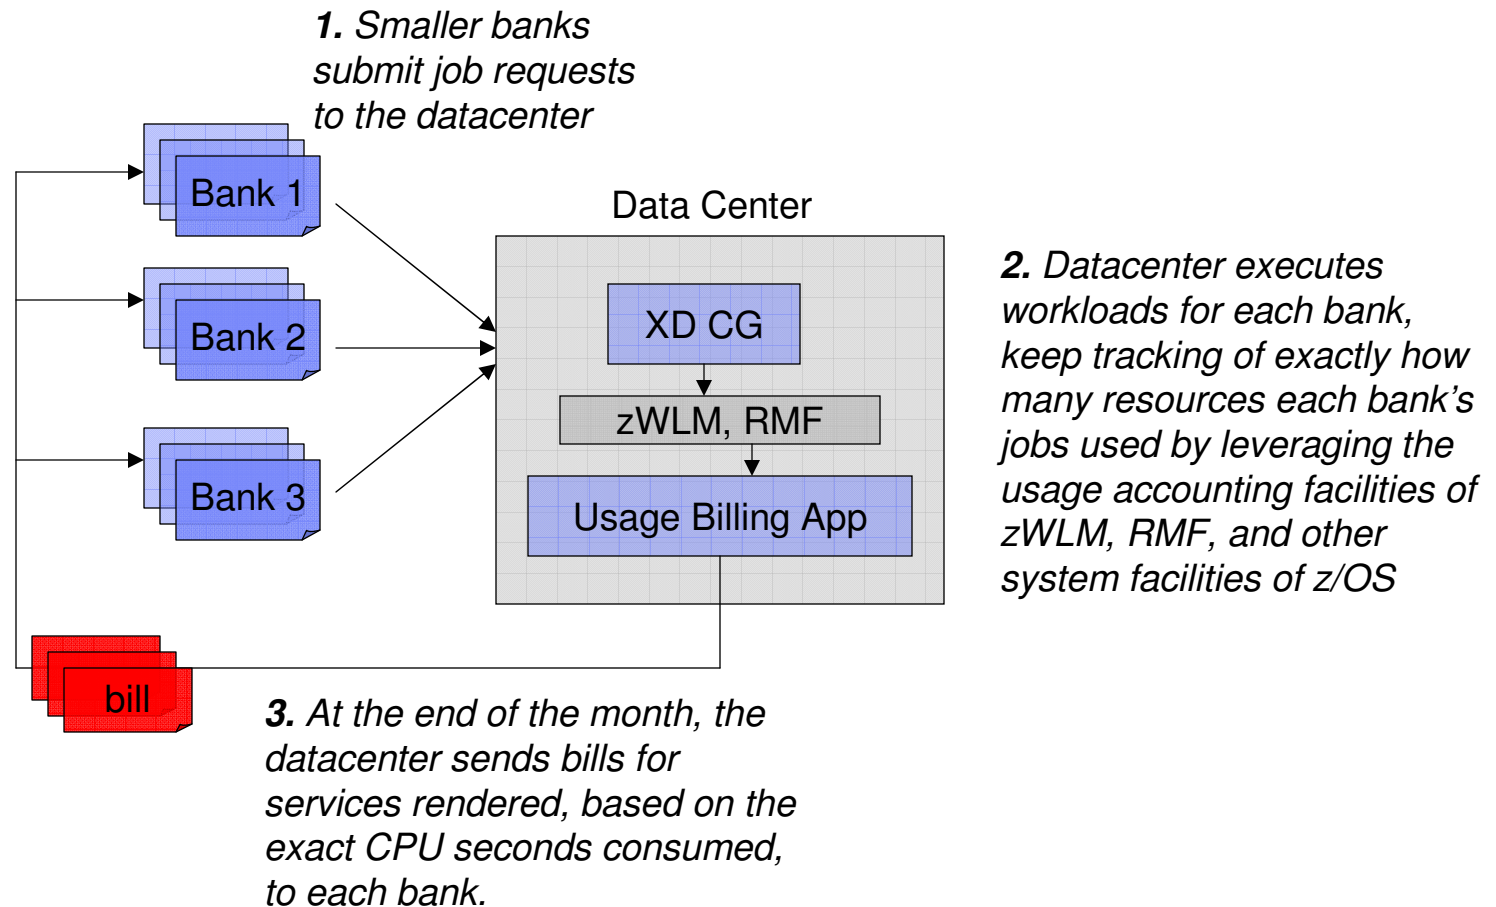 1. Smaller banks
submit job requests
to the datacenter
Bank 1
Bank 2
Bank 3
Data Center
XD CG
zWLM, RMF
Usage Billing App
2. Datacenter executes
workloads for each bank,
keep tracking of exactly how
many resources each bank's
jobs used by leveraging the
usage accounting facilities of
zWLM, RMF, and other
system facilities of z/OS
bill
3. At the end of the month, the
datacenter sends bills for
services rendered, based on the
exact CPU seconds consumed,
to each bank.